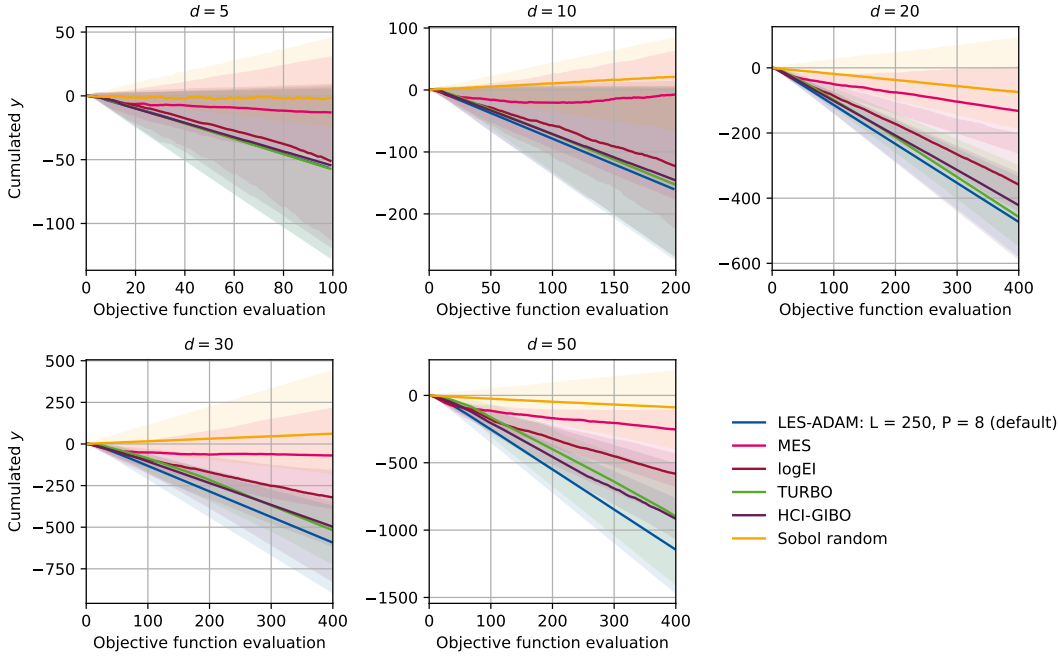 d = 5
d = 10
d = 20
50
0
−50
−100
Cumulated y
0 20 40 60 80 100
Objective function evaluation
100
0
−100
−200
0 50 100 150 200
Objective function evaluation
0
−200
−400
−600
0 100 200 300 400
Objective function evaluation
d = 30
d = 50
500
250
0
−250
−500
−750
Cumulated y
0 100 200 300 400
Objective function evaluation
0
−500
−1000
−1500
0 100 200 300 400
Objective function evaluation
LES-ADAM: L = 250, P = 8 (default)
MES
logEI
TURBO
HCI-GIBO
Sobol random